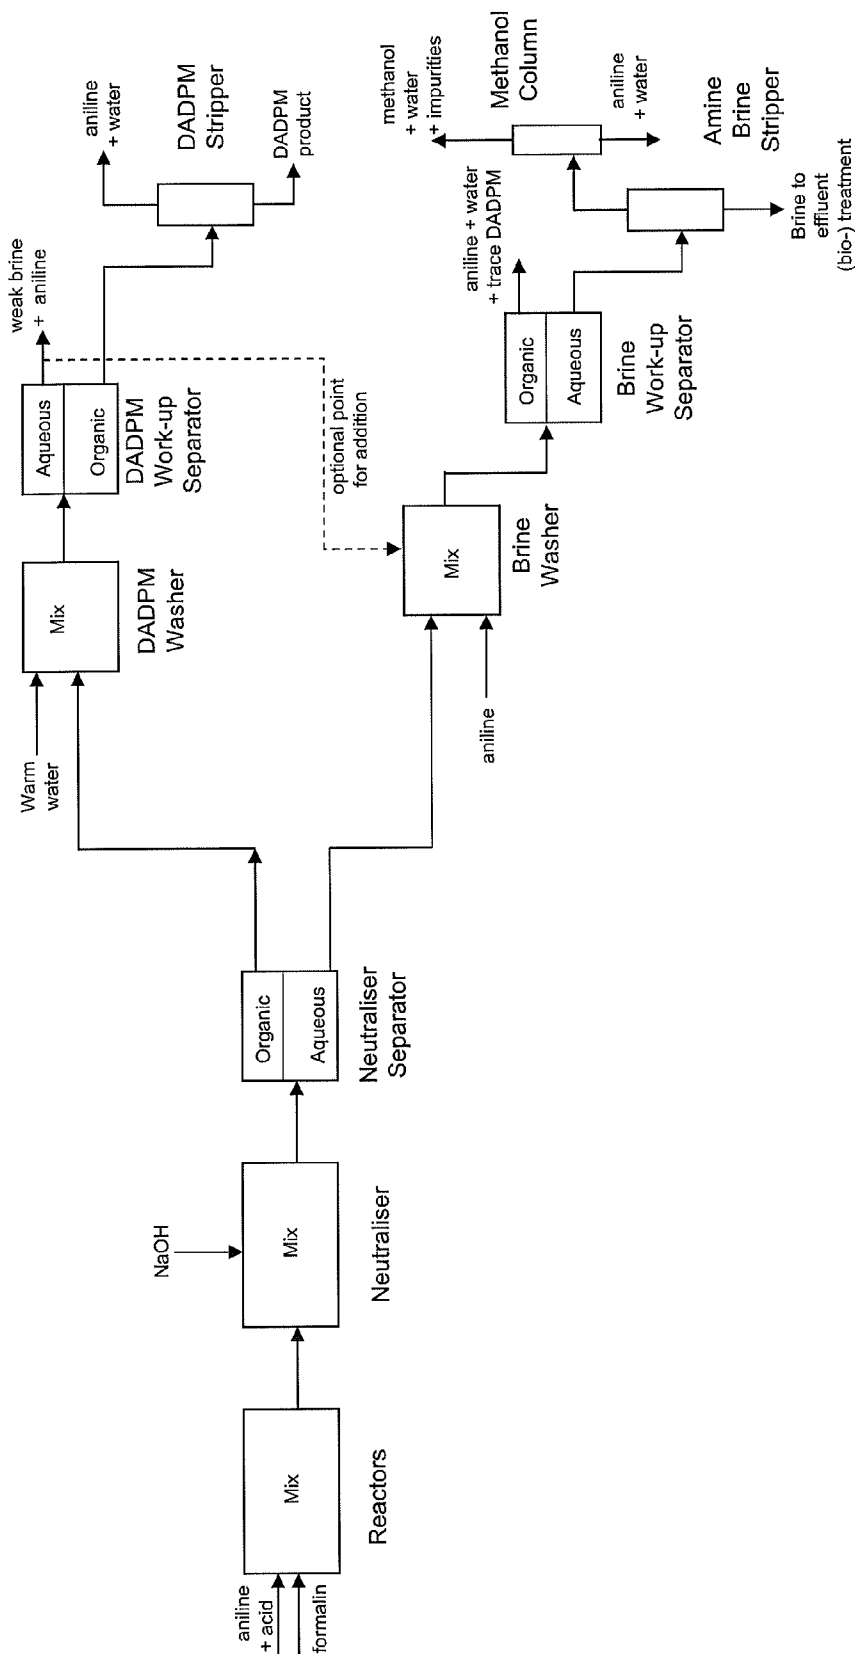 aniline
+ acid
formalin
Mix
Reactors
NaOH
Mix
Neutraliser
Organic
Aqueous
Neutraliser
Separator
Warm
water
Mix
DADPM
Washer
Aqueous
Organic
DADPM
Work-up
Separator
weak brine
+ aniline
aniline
+ water
DADPM
Stripper
DADPM
product
optional point
for addition
aniline
Mix
Brine
Washer
Organic
Aqueous
Brine
Work-up
Separator
aniline + water
+ trace DADPM
methanol
+ water
+ impurities
Methanol
Column
aniline
+ water
Amine
Brine
Stripper
Brine to
effluent
(bio-) treatment